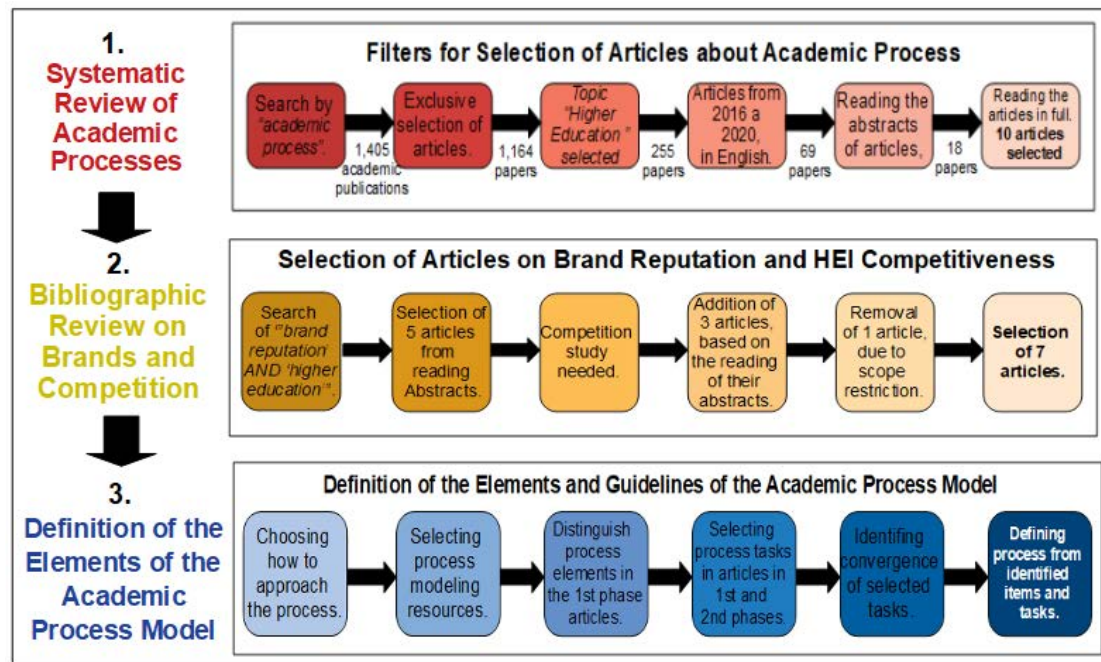 1.
Systematic
Review of
Academic
Processes
Filters for Selection of Articles about Academic Process
Search by
"academic
process".
1,405
academic
publications
Exclusive
selection of
articles.
1,164
papers
Topic
"Higher
Education "
selected
255
papers
Articles from
2016 a
2020,
in English.
69
papers
Reading the
abstracts
of articles,
18
papers
Reading the
articles in full.
10 articles
selected
2.
Bibliographic
Review on
Brands and
Competition
Selection of Articles on Brand Reputation and HEI Competitiveness
Search
of "'brand
reputation'
AND 'higher
education'".
Selection of
5 articles
from
reading
Abstracts.
Competition
study
needed.
Addition of
3 articles,
based on
the reading
of their
abstracts.
Removal
of 1 article,
due to
scope
restriction.
Selection
of 7
articles.
3.
Definition of the
Elements of the
Academic
Process Model
Definition of the Elements and Guidelines of the Academic Process Model
Choosing
how to
approach
the process.
Selecting
process
modeling
resources.
Distinguish
process
elements in
the 1st phase
articles.
Selecting
process tasks
in articles in
1st and
2nd phases.
Identifing
convergence
of selected
tasks.
Defining
process from
identified
items and
tasks.